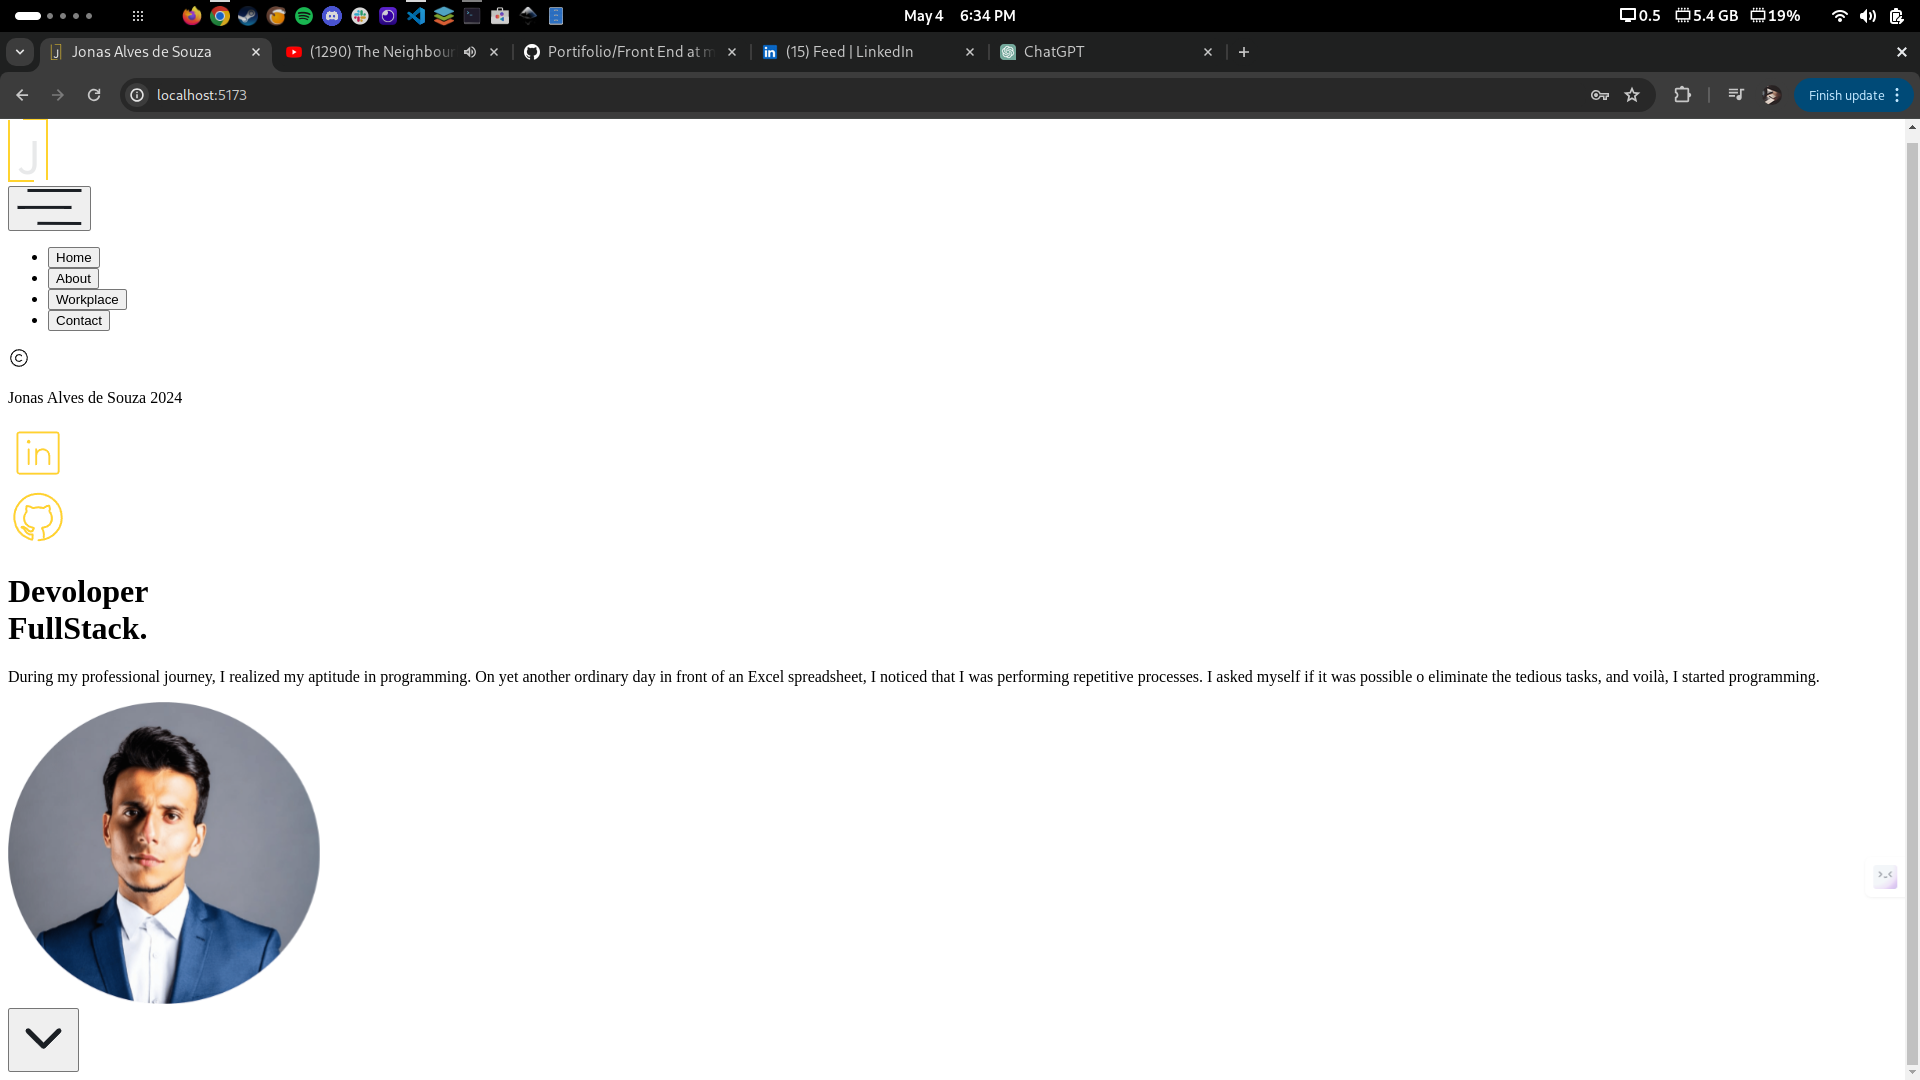 May 4 6:34 PM
0.5 5.4 GB 19%
Jonas Alves de Souza
(1290) The Neighbour
Portifolio/Front End at m
(15) Feed | LinkedIn
ChatGPT
localhost:5173
Finish update
J
Home
About
Workplace
Contact
©
Jonas Alves de Souza 2024
in
Devoloper
FullStack.
During my professional journey, I realized my aptitude in programming. On yet another ordinary day in front of an Excel spreadsheet, I noticed that I was performing repetitive processes. I asked myself if it was possible o eliminate the tedious tasks, and voilà, I started programming.